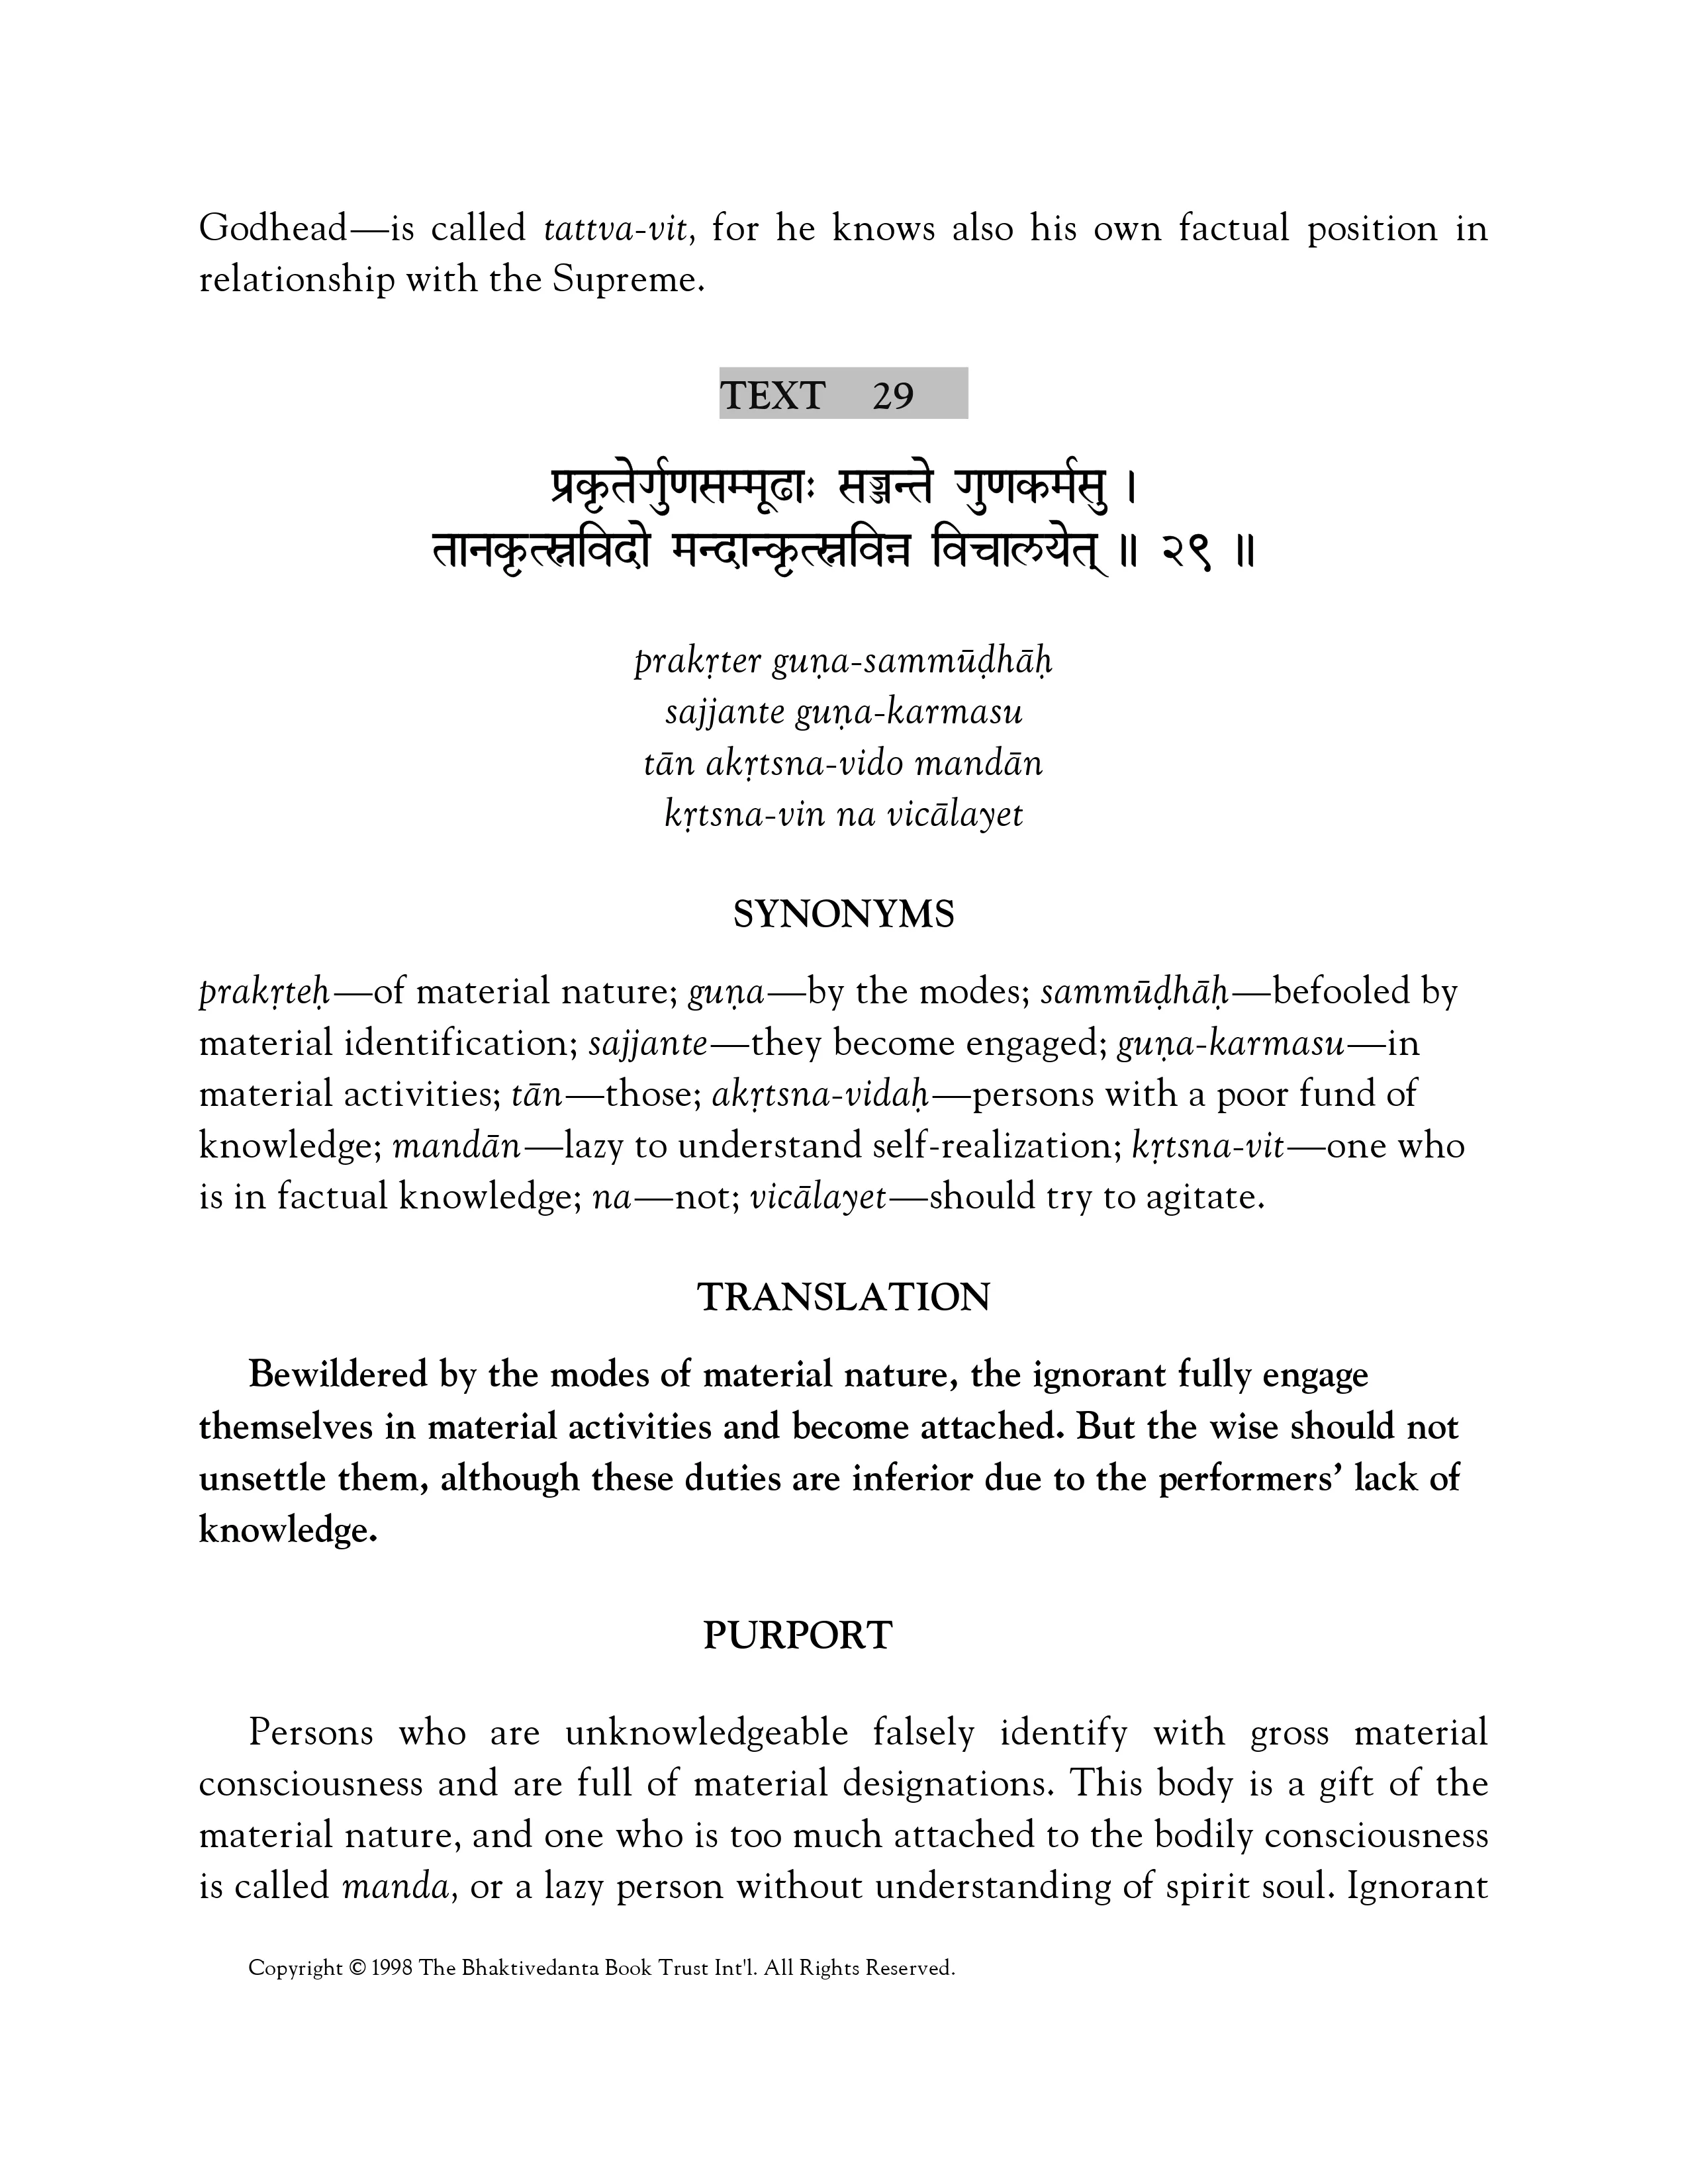 Godhead—is called tattva-vit, for he knows also his own factual position in
relationship with the Supreme.
TEXT 29
प्रकृतेर्गुणसम्मूढाः सज्जन्ते गुणकर्मसु ।
तानकृत्स्नविदो मन्दान्कृत्स्नविन्न विचालयेत् ॥ २९ ॥
prakṛter guṇa-sammūḍhāḥ
sajjante guṇa-karmasu
tān akṛtsna-vido mandān
kṛtsna-vin na vicālayet
SYNONYMS
prakṛteḥ—of material nature; guṇa—by the modes; sammūḍhāḥ—befooled by
material identification; sajjante—they become engaged; guṇa-karmasu—in
material activities; tān—those; akṛtsna-vidaḥ—persons with a poor fund of
knowledge; mandān—lazy to understand self-realization; kṛtsna-vit—one who
is in factual knowledge; na—not; vicālayet—should try to agitate.
TRANSLATION
Bewildered by the modes of material nature, the ignorant fully engage
themselves in material activities and become attached. But the wise should not
unsettle them, although these duties are inferior due to the performers’ lack of
knowledge.
PURPORT
Persons who are unknowledgeable falsely identify with gross material
consciousness and are full of material designations. This body is a gift of the
material nature, and one who is too much attached to the bodily consciousness
is called manda, or a lazy person without understanding of spirit soul. Ignorant
Copyright © 1998 The Bhaktivedanta Book Trust Int'l. All Rights Reserved.